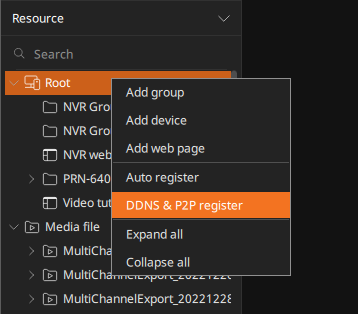 Resource
Search
Root
Add group
NVR Gro
Add device
NVR Gro
Add web page
NVR web
Auto register
PRN-640
DDNS & P2P register
Video tut
Expand all
Media file
Collapse all
MultiCha
MultiChannelExport_20221228
MultiChannelExport_20221228